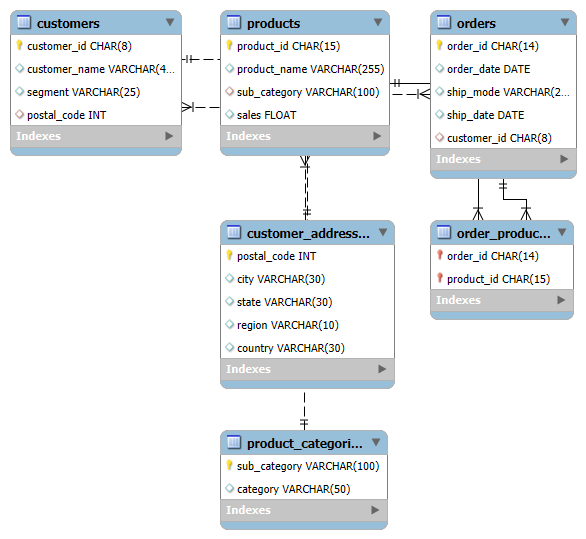 customers
customer_id CHAR(8)
customer_name VARCHAR(4...
segment VARCHAR(25)
postal_code INT
Indexes
products
product_id CHAR(15)
product_name VARCHAR(255)
sub_category VARCHAR(100)
sales FLOAT
Indexes
orders
order_id CHAR(14)
order_date DATE
ship_mode VARCHAR(2...
ship_date DATE
customer_id CHAR(8)
Indexes
customer_address...
postal_code INT
city VARCHAR(30)
state VARCHAR(30)
region VARCHAR(10)
country VARCHAR(30)
Indexes
order_produc...
order_id CHAR(14)
product_id CHAR(15)
Indexes
product_categori...
sub_category VARCHAR(100)
category VARCHAR(50)
Indexes